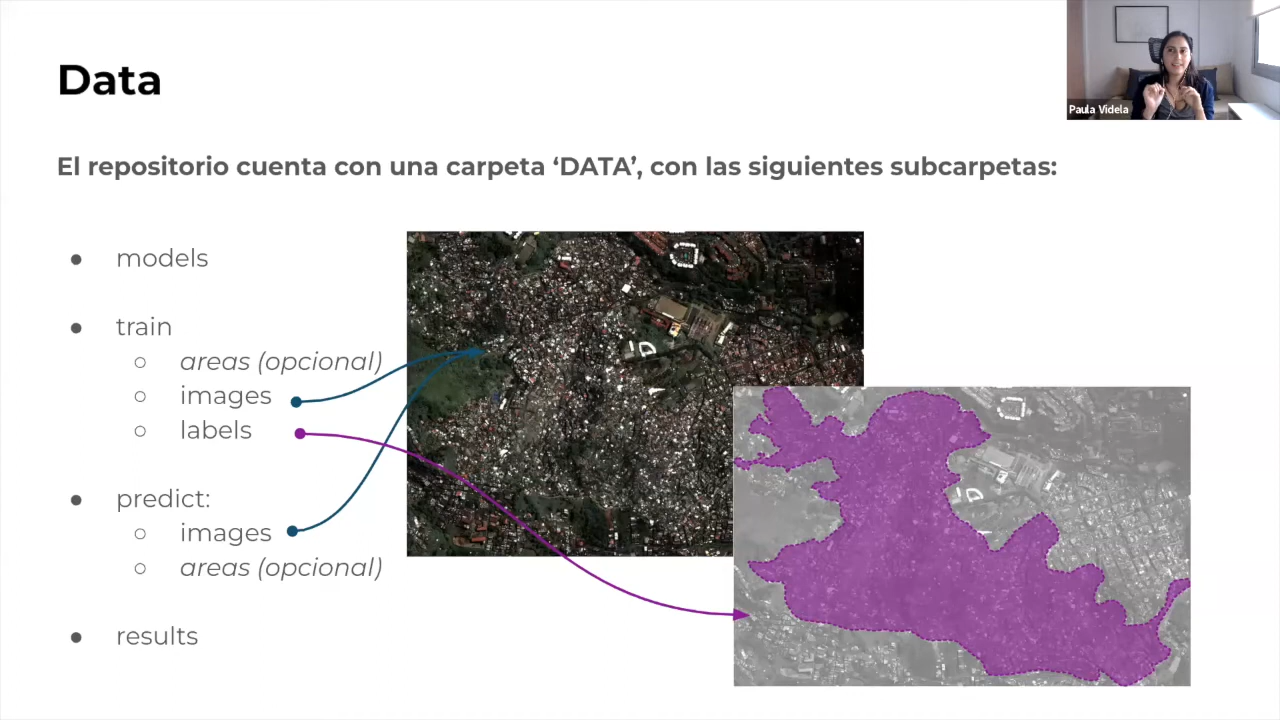 Data
Paula Videla
El repositorio cuenta con una carpeta ‘DATA’, con las siguientes subcarpetas:
● models
● train
○ areas (opcional)
○ images
○ labels
● predict:
○ images
○ areas (opcional)
● results